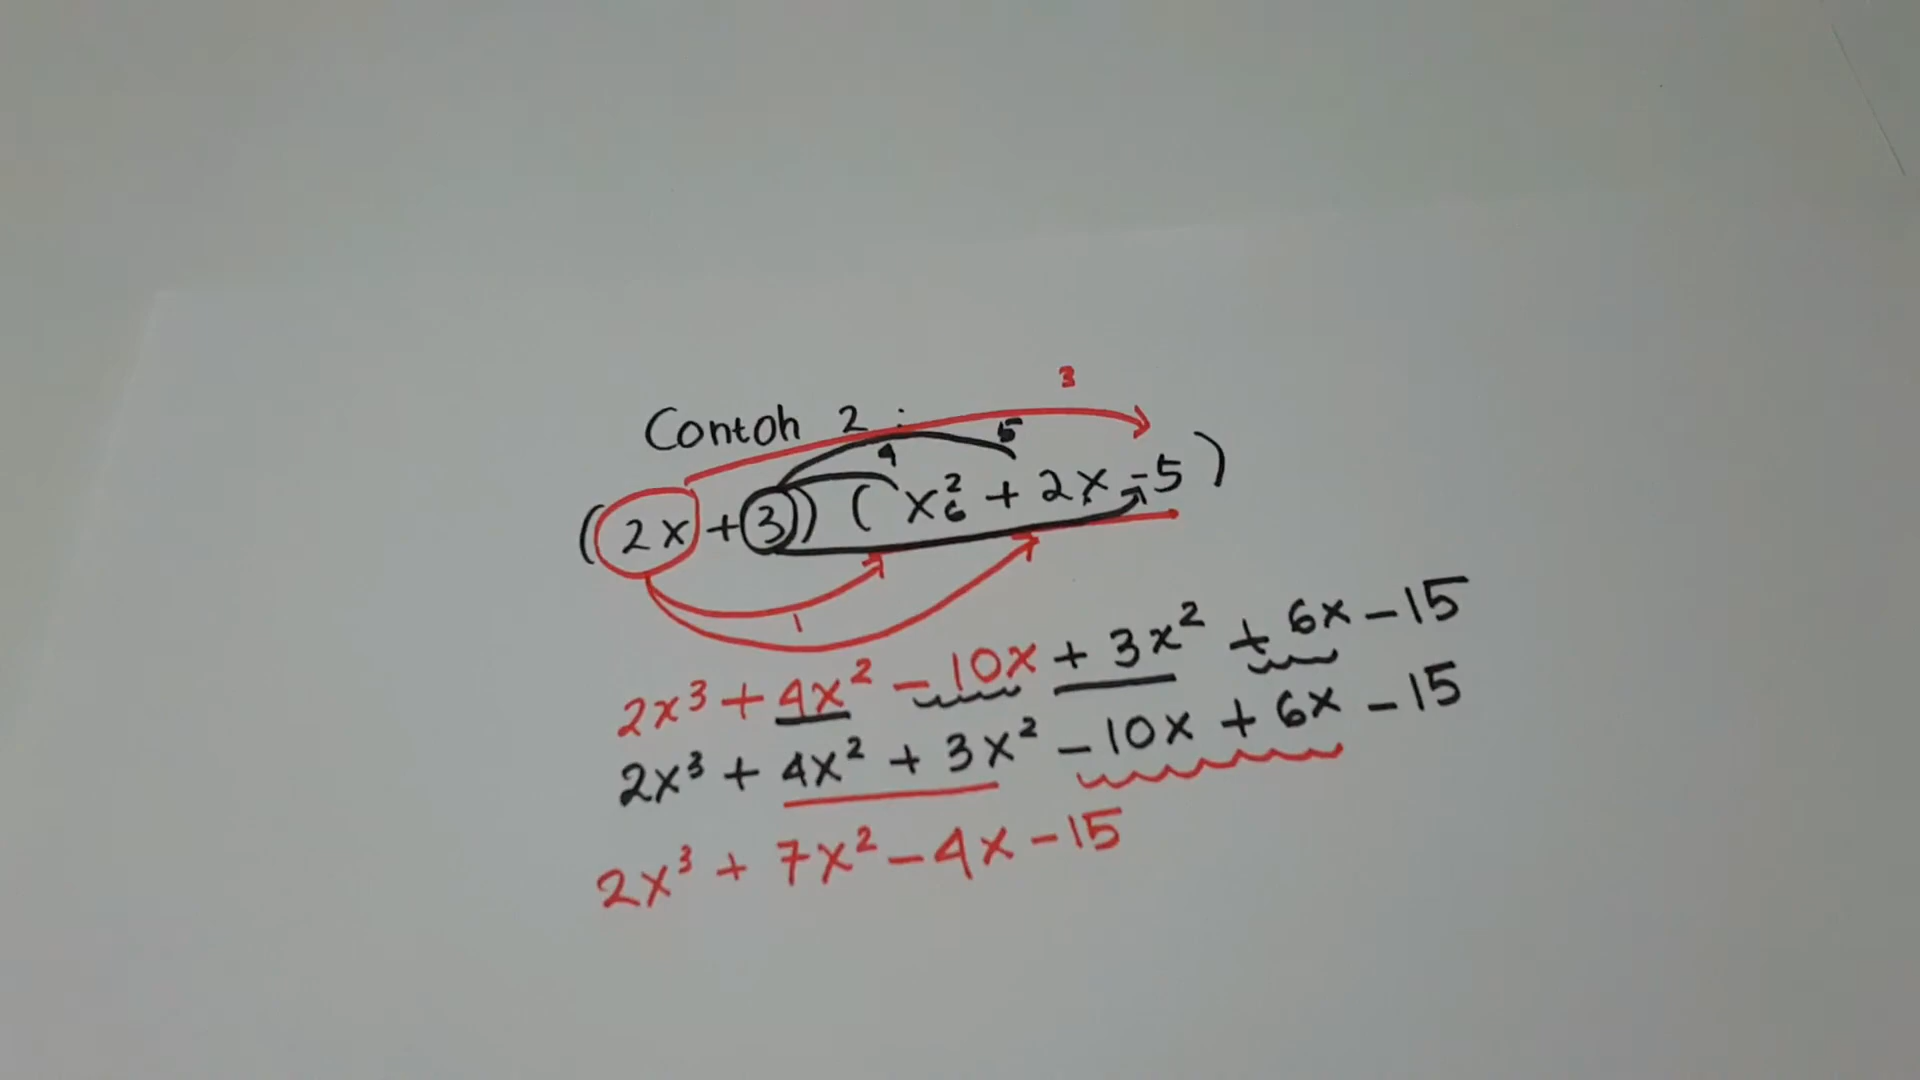 Contoh 2 :
3
4 5
(2x + 3) (x² + 2x - 5)
6
1
2x³ + 4x² - 10x + 3x² + 6x - 15
2x³ + 4x² + 3x² - 10x + 6x - 15
2x³ + 7x² - 4x - 15